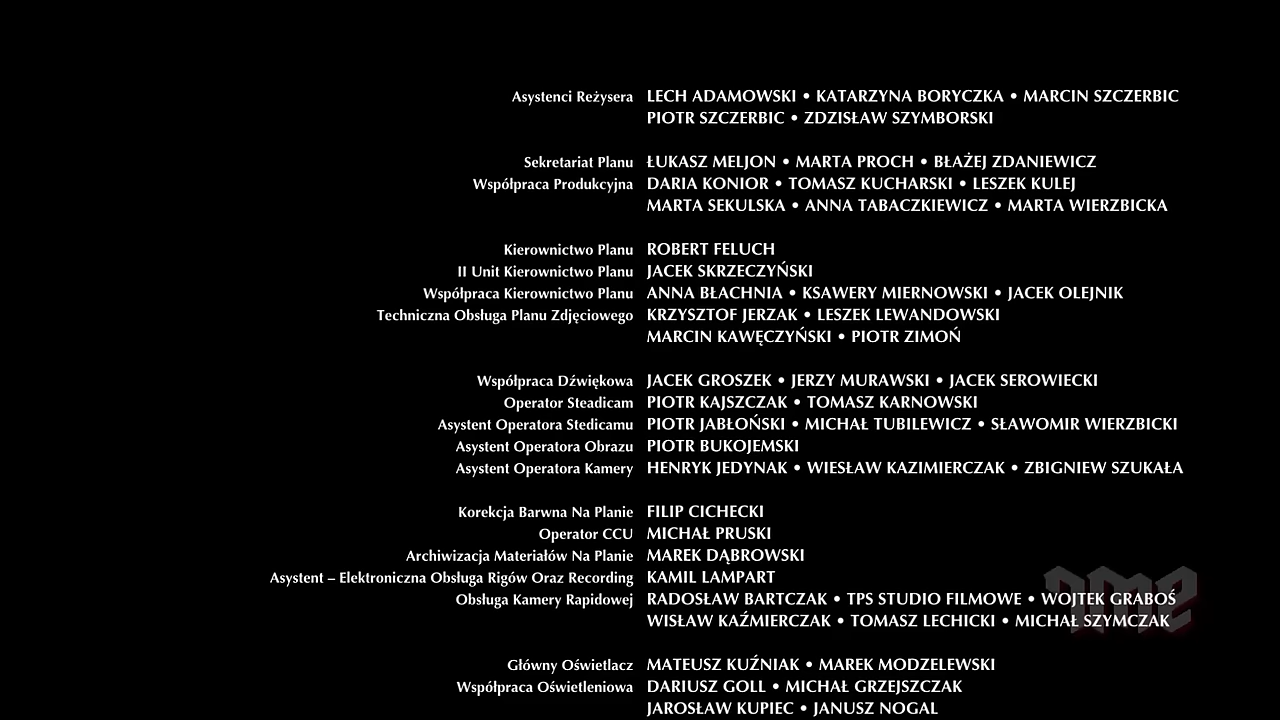 Asystenci Reżysera LECH ADAMOWSKI • KATARZYNA BORYCZKA • MARCIN SZCZERBIC
PIOTR SZCZERBIC • ZDZISŁAW SZYMBORSKI
Sekretariat Planu ŁUKASZ MELJON • MARTA PROCH • BŁAŻEJ ZDANIEWICZ
Współpraca Produkcyjna DARIA KONIOR • TOMASZ KUCHARSKI • LESZEK KULEJ
MARTA SEKULSKA • ANNA TABACZKIEWICZ • MARTA WIERZBICKA
Kierownictwo Planu ROBERT FELUCH
II Unit Kierownictwo Planu JACEK SKRZECZYŃSKI
Współpraca Kierownictwo Planu ANNA BŁACHNIA • KSAWERY MIERNOWSKI • JACEK OLEJNIK
Techniczna Obsługa Planu Zdjęciowego KRZYSZTOF JERZAK • LESZEK LEWANDOWSKI
MARCIN KAWĘCZYŃSKI • PIOTR ZIMOŃ
Współpraca Dźwiękowa JACEK GROSZEK • JERZY MURAWSKI • JACEK SEROWIECKI
Operator Steadicam PIOTR KAJSZCZAK • TOMASZ KARNOWSKI
Asystent Operatora Stedicamu PIOTR JABŁOŃSKI • MICHAŁ TUBILEWICZ • SŁAWOMIR WIERZBICKI
Asystent Operatora Obrazu PIOTR BUKOJEMSKI
Asystent Operatora Kamery HENRYK JEDYNAK • WIESŁAW KAZIMIERCZAK • ZBIGNIEW SZUKAŁA
Korekcja Barwna Na Planie FILIP CICHECKI
Operator CCU MICHAŁ PRUSKI
Archiwizacja Materiałów Na Planie MAREK DĄBROWSKI
Asystent – Elektroniczna Obsługa Rigów Oraz Recording KAMIL LAMPART
Obsługa Kamery Rapidowej RADOSŁAW BARTCZAK • TPS STUDIO FILMOWE • WOJTEK GRABOŚ
WISŁAW KAŹMIERCZAK • TOMASZ LECHICKI • MICHAŁ SZYMCZAK
Główny Oświetlacz MATEUSZ KUŹNIAK • MAREK MODZELEWSKI
Współpraca Oświetleniowa DARIUSZ GOLL • MICHAŁ GRZEJSZCZAK
JAROSŁAW KUPIEC • JANUSZ NOGAL